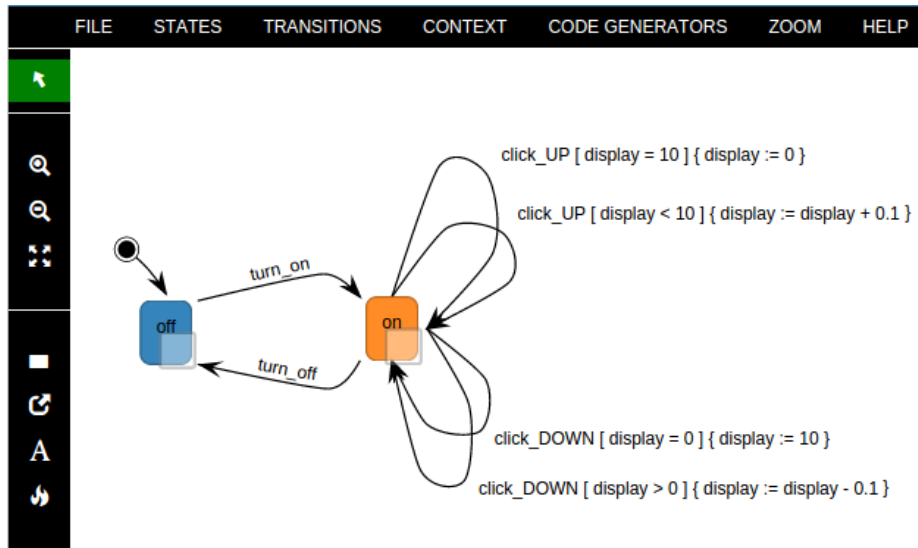 FILE STATES TRANSITIONS CONTEXT CODE GENERATORS ZOOM HELP
click_UP [ display = 10 ] { display := 0 }
click_UP [ display < 10 ] { display := display + 0.1 }
turn_on
off
on
turn_off
click_DOWN [ display = 0 ] { display := 10 }
A
click_DOWN [ display > 0 ] { display := display - 0.1 }